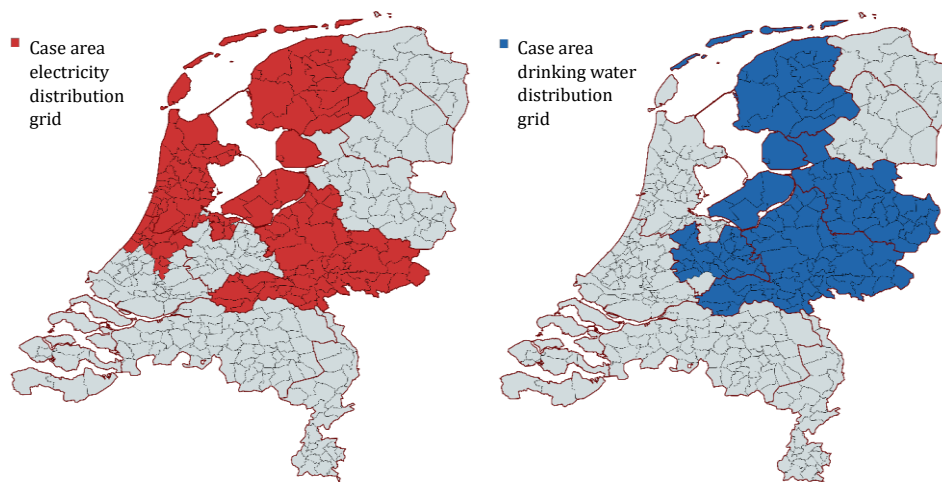 Case area
electricity
distribution
grid
Case area
drinking water
distribution
grid